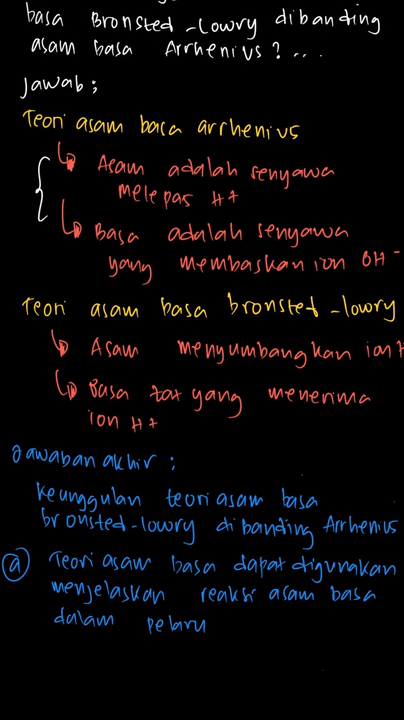 basa Bronsted-lowry dibanding
asam basa Arrhenius? ...
Jawab;
Teori asam basa arrhenius
Asam adalah senyawa
melepas H+
Basa adalah senyawa
yang membaskan ion OH-
Teori asam basa bronsted-lowry
Asam menyumbangkan ion
Basa zat yang menerima
ion H+
Jawaban akhir;
keunggulan teori asam basa
bronsted-lowry dibanding Arrhenius
a Teori asam basa dapat digunakan
menjelaskan reaksi asam basa
dalam pelaru